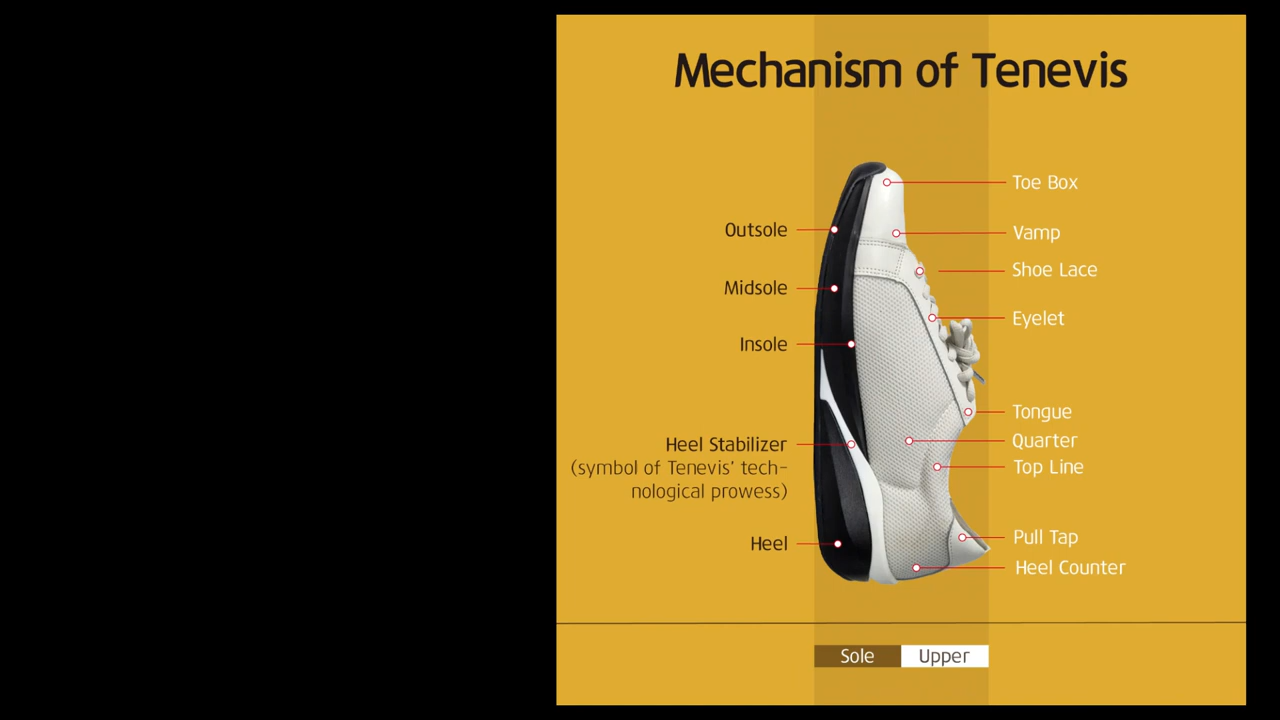 Mechanism of Tenevis
Toe Box
Outsole
Vamp
Shoe Lace
Midsole
Eyelet
Insole
Tongue
Quarter
Heel Stabilizer
(symbol of Tenevis' tech-
nological prowess)
Top Line
Pull Tap
Heel
Heel Counter
Sole
Upper